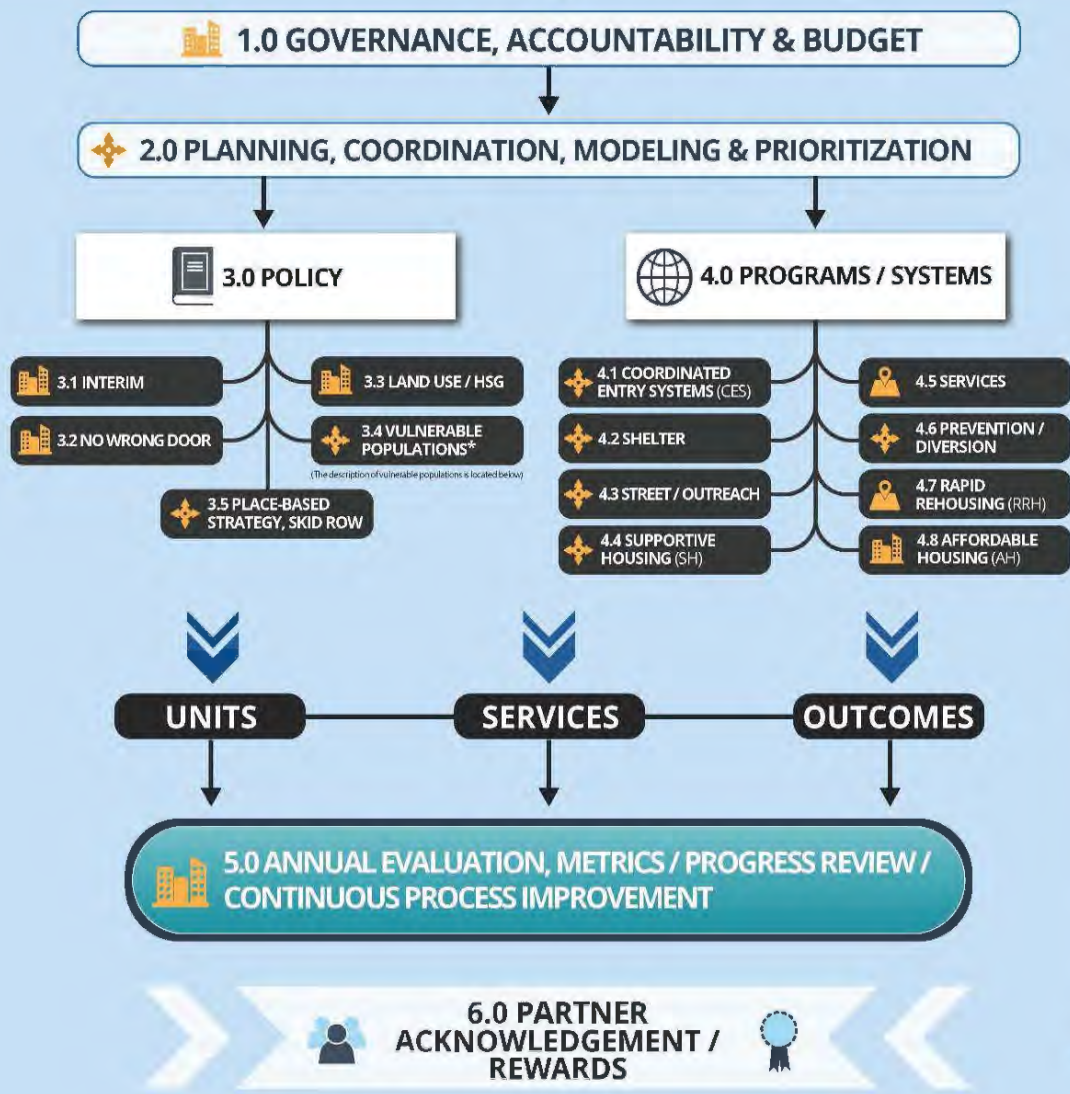 1.0 GOVERNANCE, ACCOUNTABILITY & BUDGET
2.0 PLANNING, COORDINATION, MODELING & PRIORITIZATION
3.0 POLICY
3.1 INTERIM
3.2 NO WRONG DOOR
3.3 LAND USE / HSG
3.4 VULNERABLE
POPULATIONS*
(The description of vulnerable populations is located below)
3.5 PLACE-BASED
STRATEGY, SKID ROW
4.0 PROGRAMS / SYSTEMS
4.1 COORDINATED
ENTRY SYSTEMS (CES)
4.2 SHELTER
4.3 STREET / OUTREACH
4.4 SUPPORTIVE
HOUSING (SH)
4.5 SERVICES
4.6 PREVENTION /
DIVERSION
4.7 RAPID
REHOUSING (RRH)
4.8 AFFORDABLE
HOUSING (AH)
UNITS
SERVICES
OUTCOMES
5.0 ANNUAL EVALUATION, METRICS / PROGRESS REVIEW /
CONTINUOUS PROCESS IMPROVEMENT
6.0 PARTNER
ACKNOWLEDGEMENT /
REWARDS